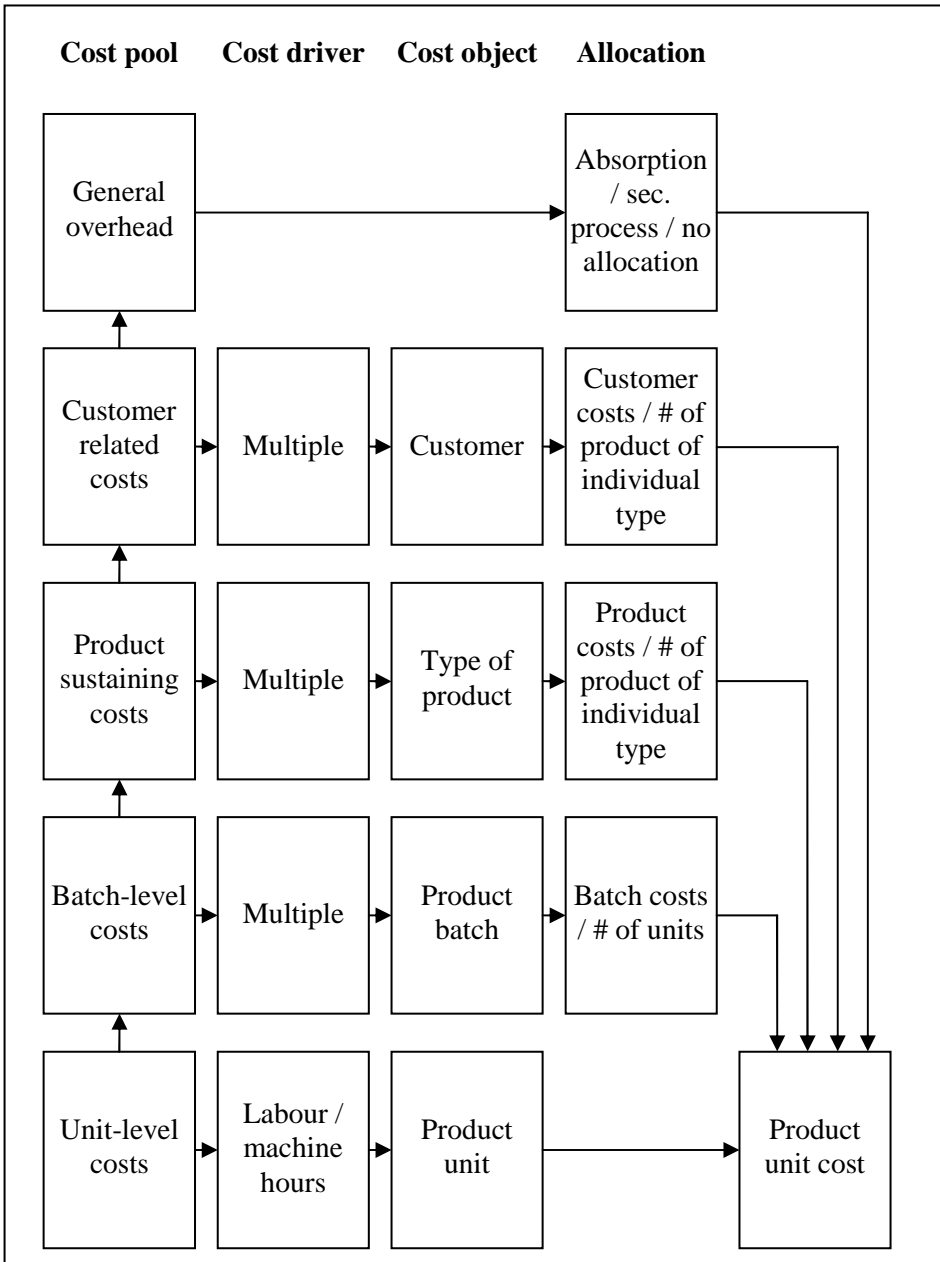 Cost pool Cost driver Cost object Allocation
General
overhead
Absorption
/ sec.
process / no
allocation
Customer
related
costs
Multiple
Customer
Customer
costs / # of
product of
individual
type
Product
sustaining
costs
Multiple
Type of
product
Product
costs / # of
product of
individual
type
Batch-level
costs
Multiple
Product
batch
Batch costs
/ # of units
Unit-level
costs
Labour /
machine
hours
Product
unit
Product
unit cost